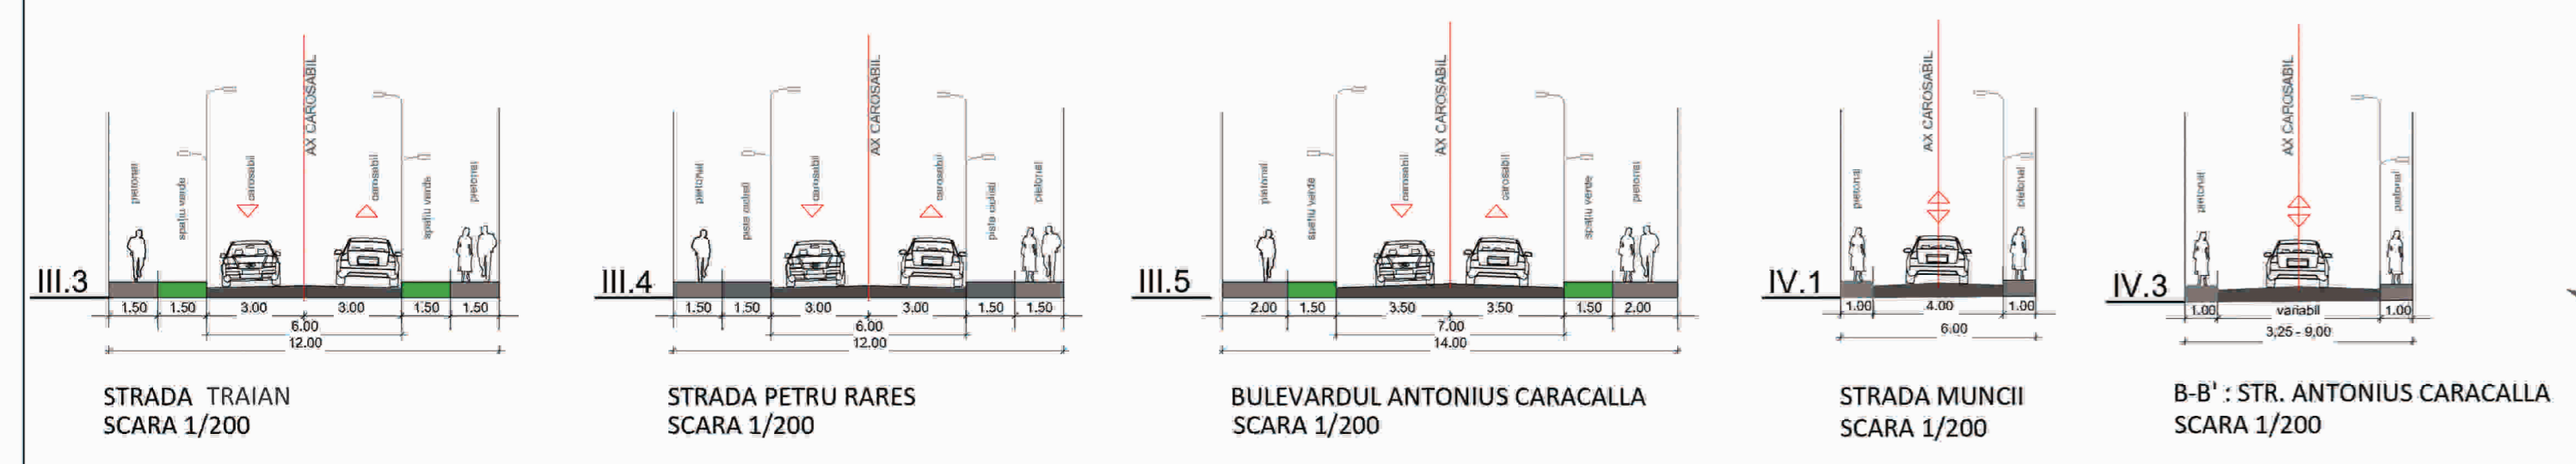 AX CAROSABIL
pietonal
spatiu verde
carosabil
carosabil
spatiu verde
pietonal
III.3
1.50 1.50 3.00 3.00 1.50 1.50
6.00
12.00
STRADA TRAIAN
SCARA 1/200
AX CAROSABIL
pietonal
pista ciclisti
carosabil
carosabil
pista ciclisti
pietonal
III.4
1.50 1.50 3.00 3.00 1.50 1.50
6.00
12.00
STRADA PETRU RARES
SCARA 1/200
AX CAROSABIL
pietonal
spatiu verde
carosabil
carosabil
spatiu verde
pietonal
III.5
2.00 1.50 3.50 3.50 1.50 2.00
7.00
14.00
BULEVARDUL ANTONIUS CARACALLA
SCARA 1/200
AX CAROSABIL
pietonal
pietonal
IV.1
1.00 4.00 1.00
6.00
STRADA MUNCII
SCARA 1/200
AX CAROSABIL
pietonal
pietonal
IV.3
1.00 variabil 1.00
3,25 - 9,00
B-B' : STR. ANTONIUS CARACALLA
SCARA 1/200